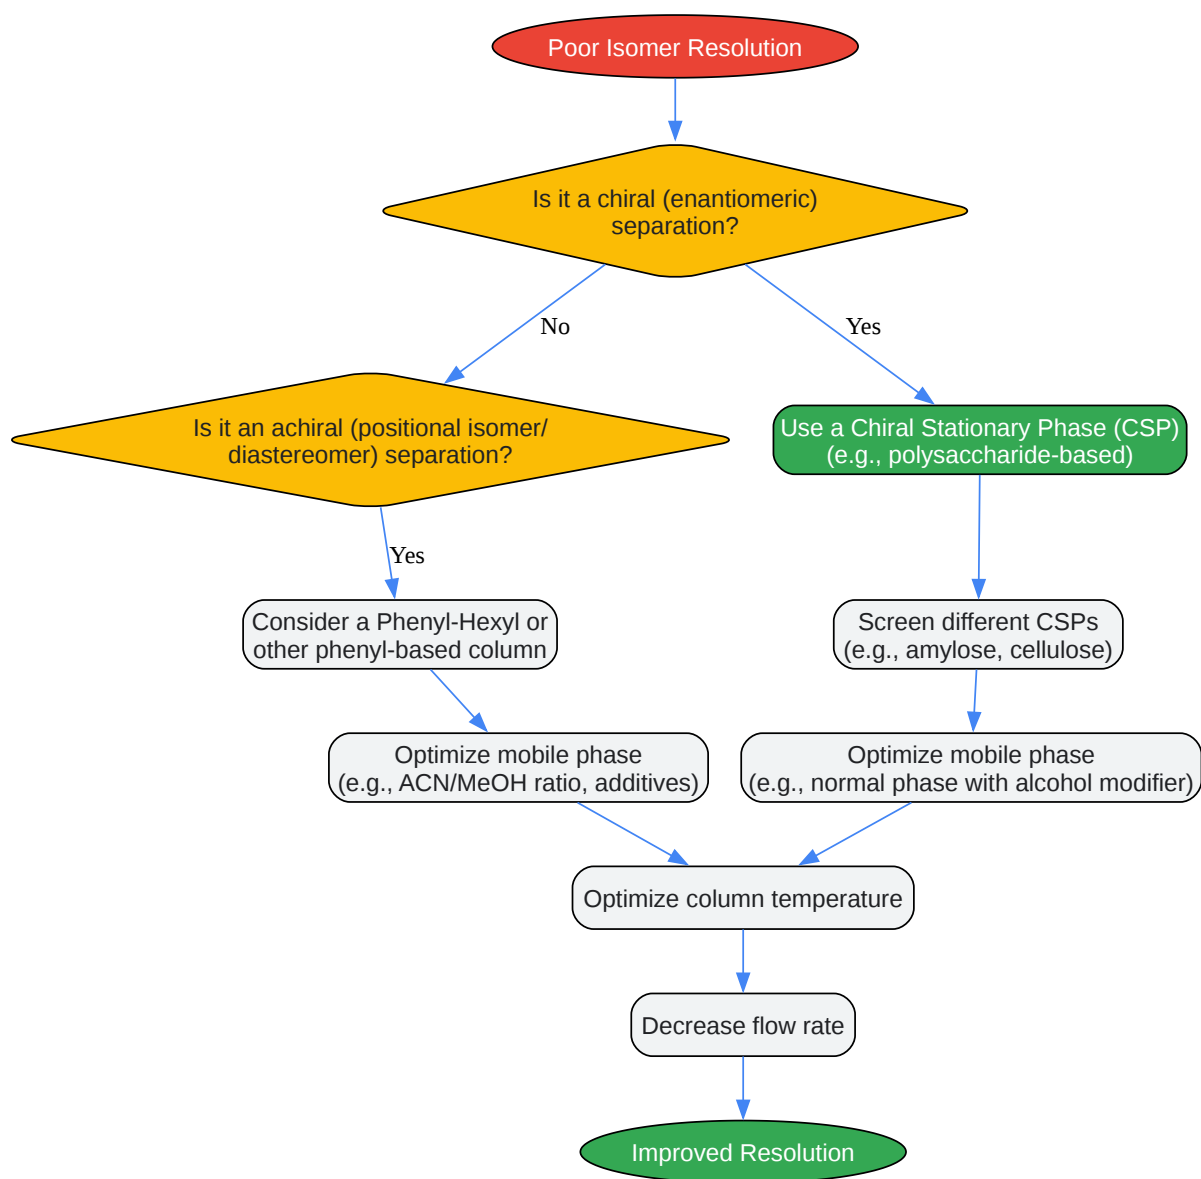 Poor Isomer Resolution
Is it a chiral (enantiomeric)
separation?
No
Yes
Is it an achiral (positional isomer/
diastereomer) separation?
Use a Chiral Stationary Phase (CSP)
(e.g., polysaccharide-based)
Yes
Consider a Phenyl-Hexyl or
other phenyl-based column
Screen different CSPs
(e.g., amylose, cellulose)
Optimize mobile phase
(e.g., ACN/MeOH ratio, additives)
Optimize mobile phase
(e.g., normal phase with alcohol modifier)
Optimize column temperature
Decrease flow rate
Improved Resolution